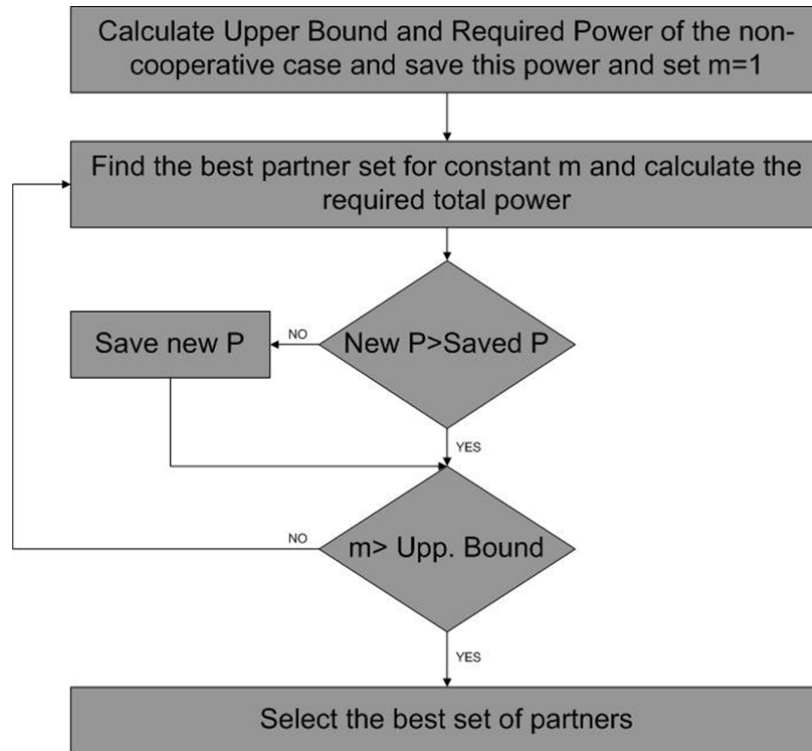 Calculate Upper Bound and Required Power of the non-
cooperative case and save this power and set m=1
Find the best partner set for constant m and calculate the
required total power
New P>Saved P
NO
Save new P
YES
m> Upp. Bound
NO
YES
Select the best set of partners